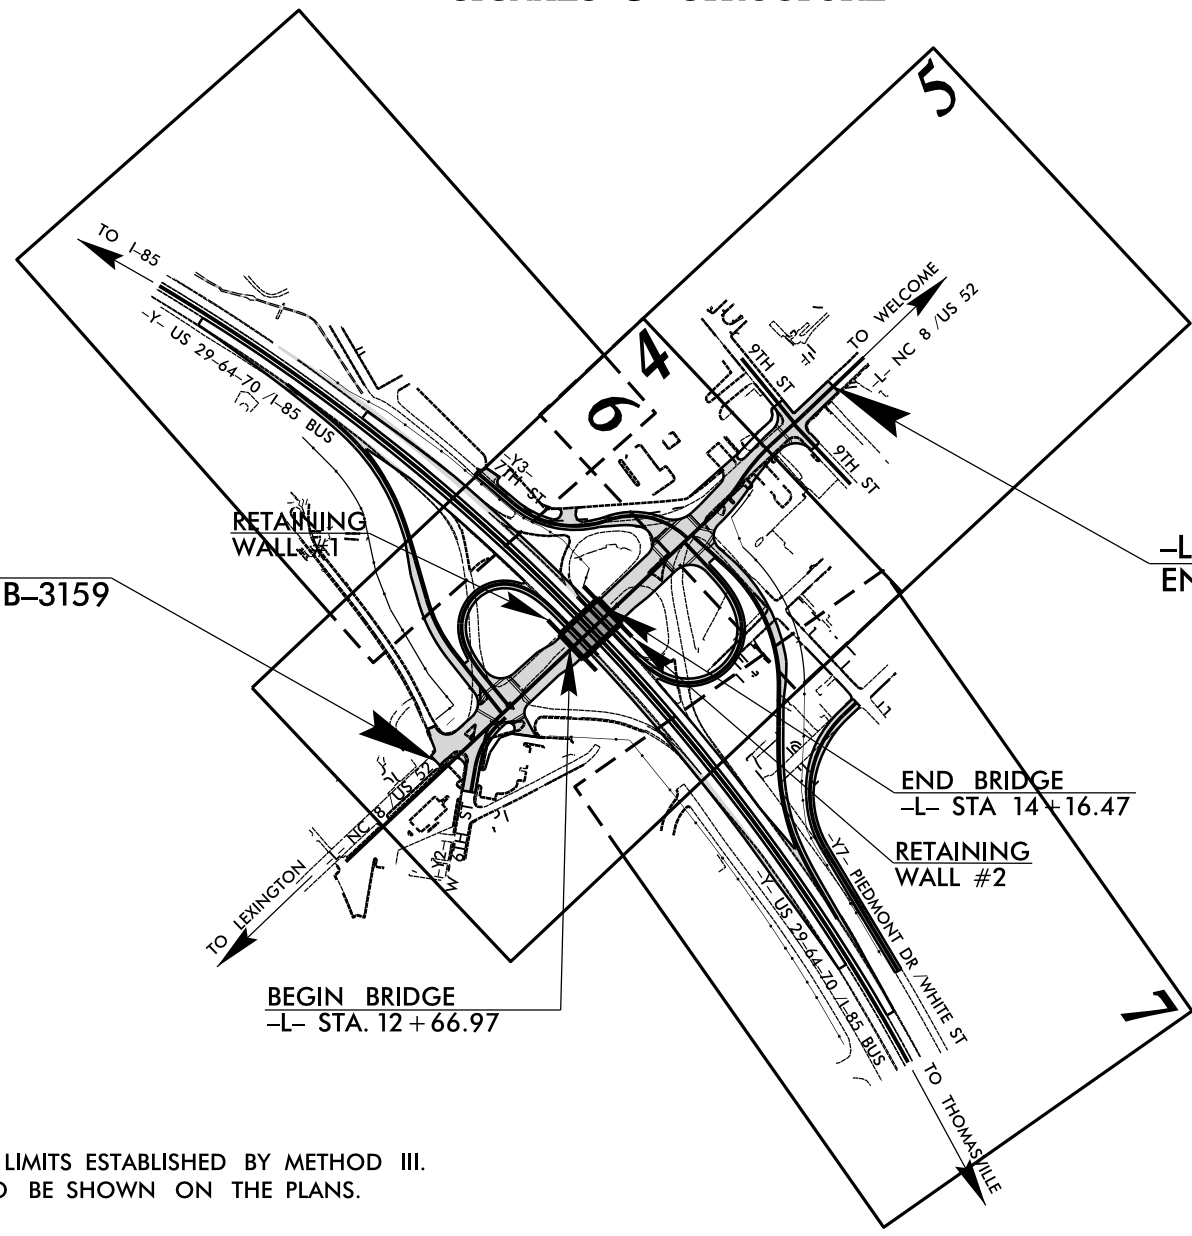 5
TO I–85
–Y– US 29–64–70 /I–85 BUS
4
6
TO WELCOME
–L– NC 8 /US 52
9TH ST
9TH ST
–Y3–
7TH ST
RETAINING
WALL #1
B–3159
–L
EN
END BRIDGE
–L– STA 14+16.47
RETAINING
WALL #2
NC 8 /US 52
–Y2–
W 6TH ST
TO LEXINGTON
BEGIN BRIDGE
–L– STA. 12+66.97
–Y7– PIEDMONT DR /WHITE ST
–Y– US 29–64–70 /I–85 BUS
7
TO THOMASVILLE
LIMITS ESTABLISHED BY METHOD III.
BE SHOWN ON THE PLANS.